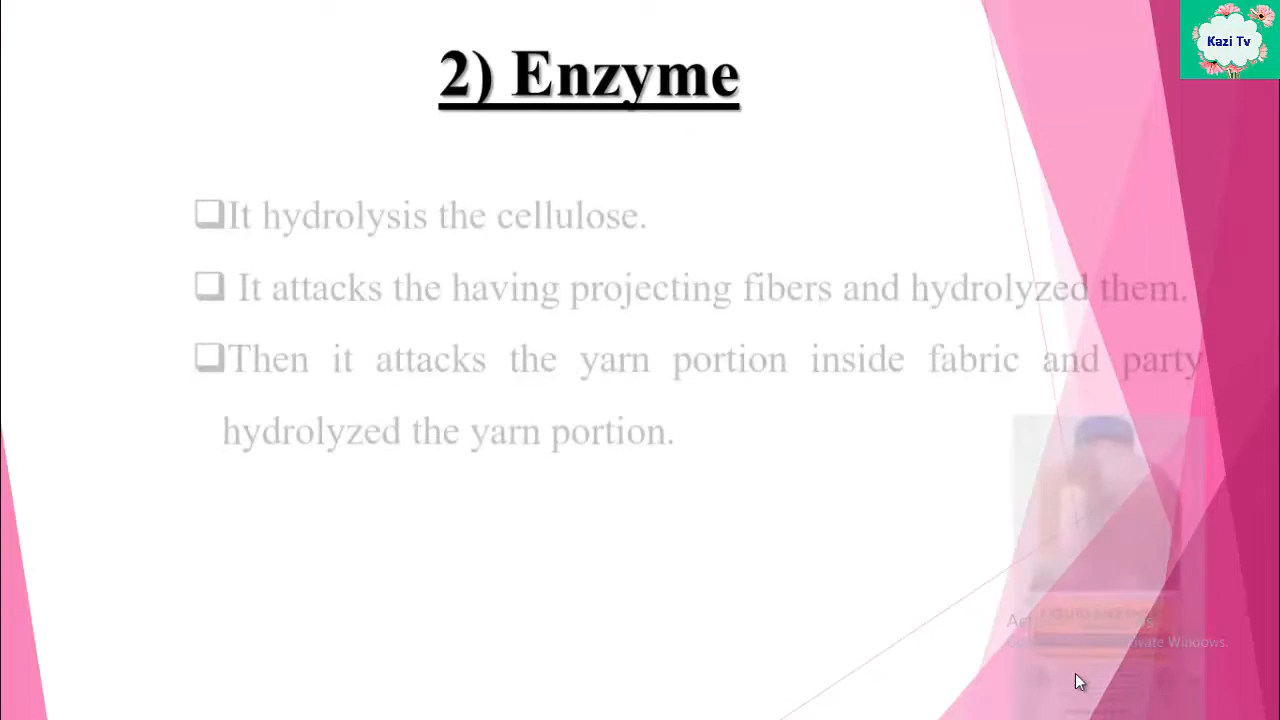 Kazi Tv
2) Enzyme
It hydrolysis the cellulose.
It attacks the having projecting fibers and hydrolyzed them.
Then it attacks the yarn portion inside fabric and party
hydrolyzed the yarn portion.
Windows.